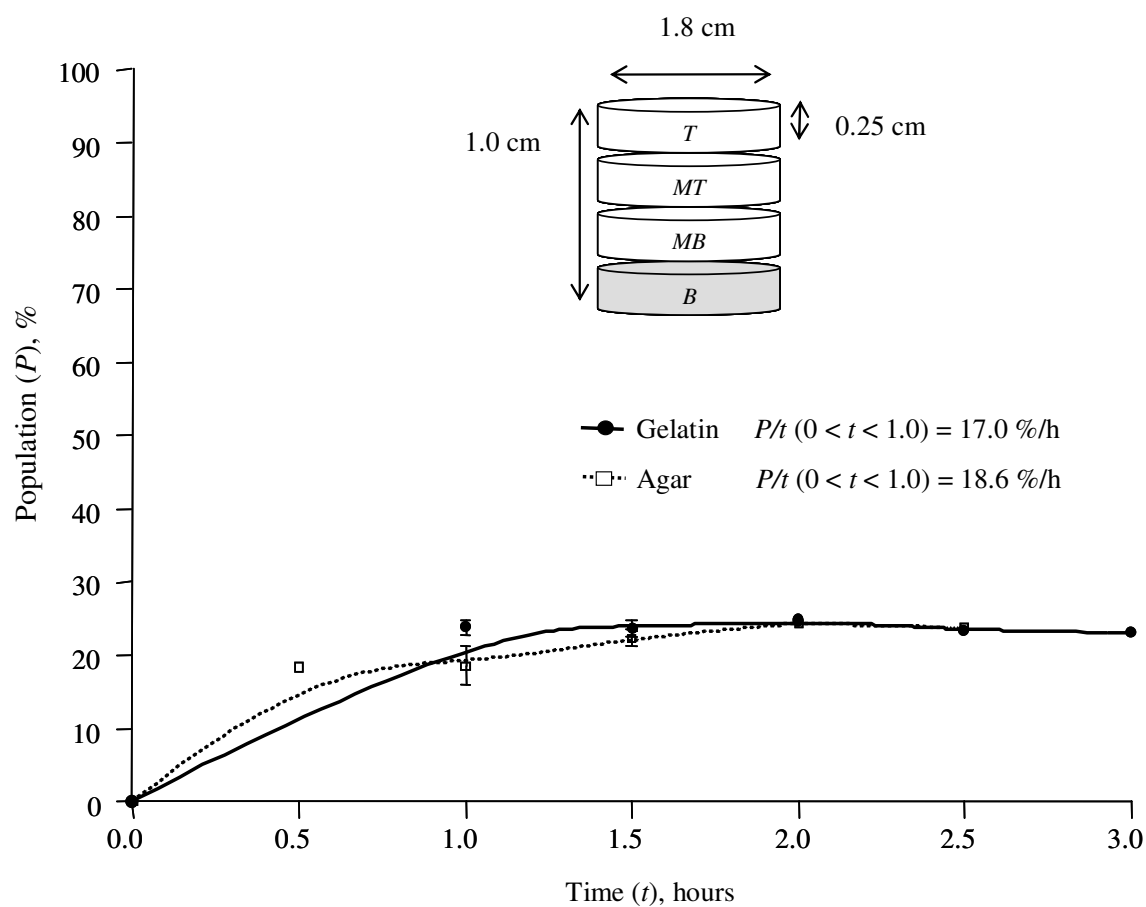 1.8 cm
100
1.0 cm
T
0.25 cm
90
MT
80
MB
70
B
60
50
Gelatin P/t (0 < t < 1.0) = 17.0 %/h
Agar P/t (0 < t < 1.0) = 18.6 %/h
40
30
20
10
0
Population (P), %
0.0 0.5 1.0 1.5 2.0 2.5 3.0
Time (t), hours